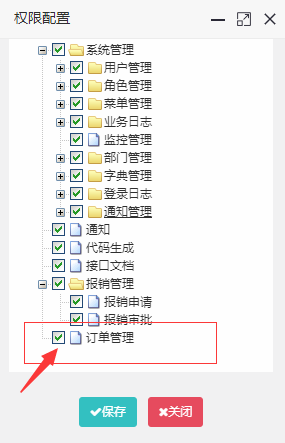 权限配置
系统管理
用户管理
角色管理
菜单管理
业务日志
监控管理
部门管理
字典管理
登录日志
通知管理
通知
代码生成
接口文档
报销管理
报销申请
报销审批
订单管理
保存 关闭